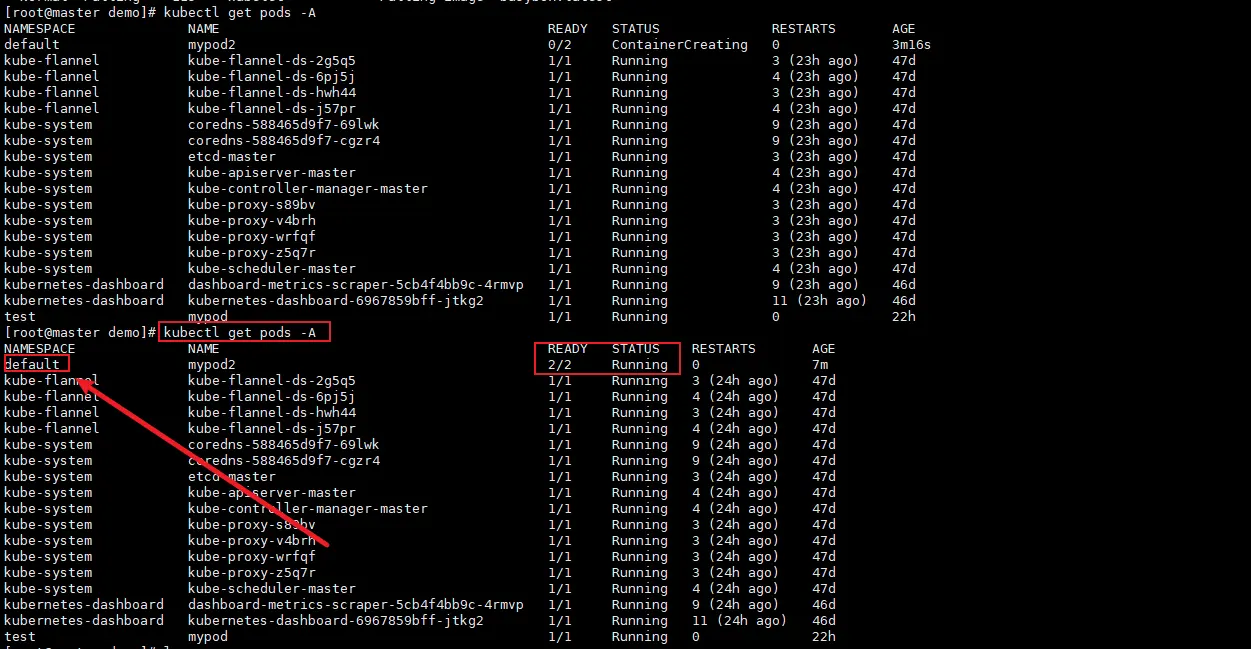 [root@master demo]# kubectl get pods -A
NAMESPACE NAME READY STATUS RESTARTS AGE
default mypod2 0/2 ContainerCreating 0 3m16s
kube-flannel kube-flannel-ds-2g5q5 1/1 Running 3 (23h ago) 47d
kube-flannel kube-flannel-ds-6pj5j 1/1 Running 4 (23h ago) 47d
kube-flannel kube-flannel-ds-hwh44 1/1 Running 3 (23h ago) 47d
kube-flannel kube-flannel-ds-j57pr 1/1 Running 4 (23h ago) 47d
kube-system coredns-588465d9f7-69lwk 1/1 Running 9 (23h ago) 47d
kube-system coredns-588465d9f7-cgzr4 1/1 Running 9 (23h ago) 47d
kube-system etcd-master 1/1 Running 3 (23h ago) 47d
kube-system kube-apiserver-master 1/1 Running 4 (23h ago) 47d
kube-system kube-controller-manager-master 1/1 Running 4 (23h ago) 47d
kube-system kube-proxy-s89bv 1/1 Running 3 (23h ago) 47d
kube-system kube-proxy-v4brh 1/1 Running 3 (23h ago) 47d
kube-system kube-proxy-wrfqf 1/1 Running 3 (23h ago) 47d
kube-system kube-proxy-z5q7r 1/1 Running 3 (23h ago) 47d
kube-system kube-scheduler-master 1/1 Running 4 (23h ago) 47d
kubernetes-dashboard dashboard-metrics-scraper-5cb4f4bb9c-4rmvp 1/1 Running 9 (23h ago) 46d
kubernetes-dashboard kubernetes-dashboard-6967859bff-jtkg2 1/1 Running 11 (23h ago) 46d
test mypod 1/1 Running 0 22h
[root@master demo]# kubectl get pods -A
NAMESPACE NAME READY STATUS RESTARTS AGE
default mypod2 2/2 Running 0 7m
kube-flannel kube-flannel-ds-2g5q5 1/1 Running 3 (24h ago) 47d
kube-flannel kube-flannel-ds-6pj5j 1/1 Running 4 (24h ago) 47d
kube-flannel kube-flannel-ds-hwh44 1/1 Running 3 (24h ago) 47d
kube-flannel kube-flannel-ds-j57pr 1/1 Running 4 (24h ago) 47d
kube-system coredns-588465d9f7-69lwk 1/1 Running 9 (24h ago) 47d
kube-system coredns-588465d9f7-cgzr4 1/1 Running 9 (24h ago) 47d
kube-system etcd-master 1/1 Running 3 (24h ago) 47d
kube-system kube-apiserver-master 1/1 Running 4 (24h ago) 47d
kube-system kube-controller-manager-master 1/1 Running 4 (24h ago) 47d
kube-system kube-proxy-s89bv 1/1 Running 3 (24h ago) 47d
kube-system kube-proxy-v4brh 1/1 Running 3 (24h ago) 47d
kube-system kube-proxy-wrfqf 1/1 Running 3 (24h ago) 47d
kube-system kube-proxy-z5q7r 1/1 Running 3 (24h ago) 47d
kube-system kube-scheduler-master 1/1 Running 4 (24h ago) 47d
kubernetes-dashboard dashboard-metrics-scraper-5cb4f4bb9c-4rmvp 1/1 Running 9 (24h ago) 46d
kubernetes-dashboard kubernetes-dashboard-6967859bff-jtkg2 1/1 Running 11 (24h ago) 46d
test mypod 1/1 Running 0 22h